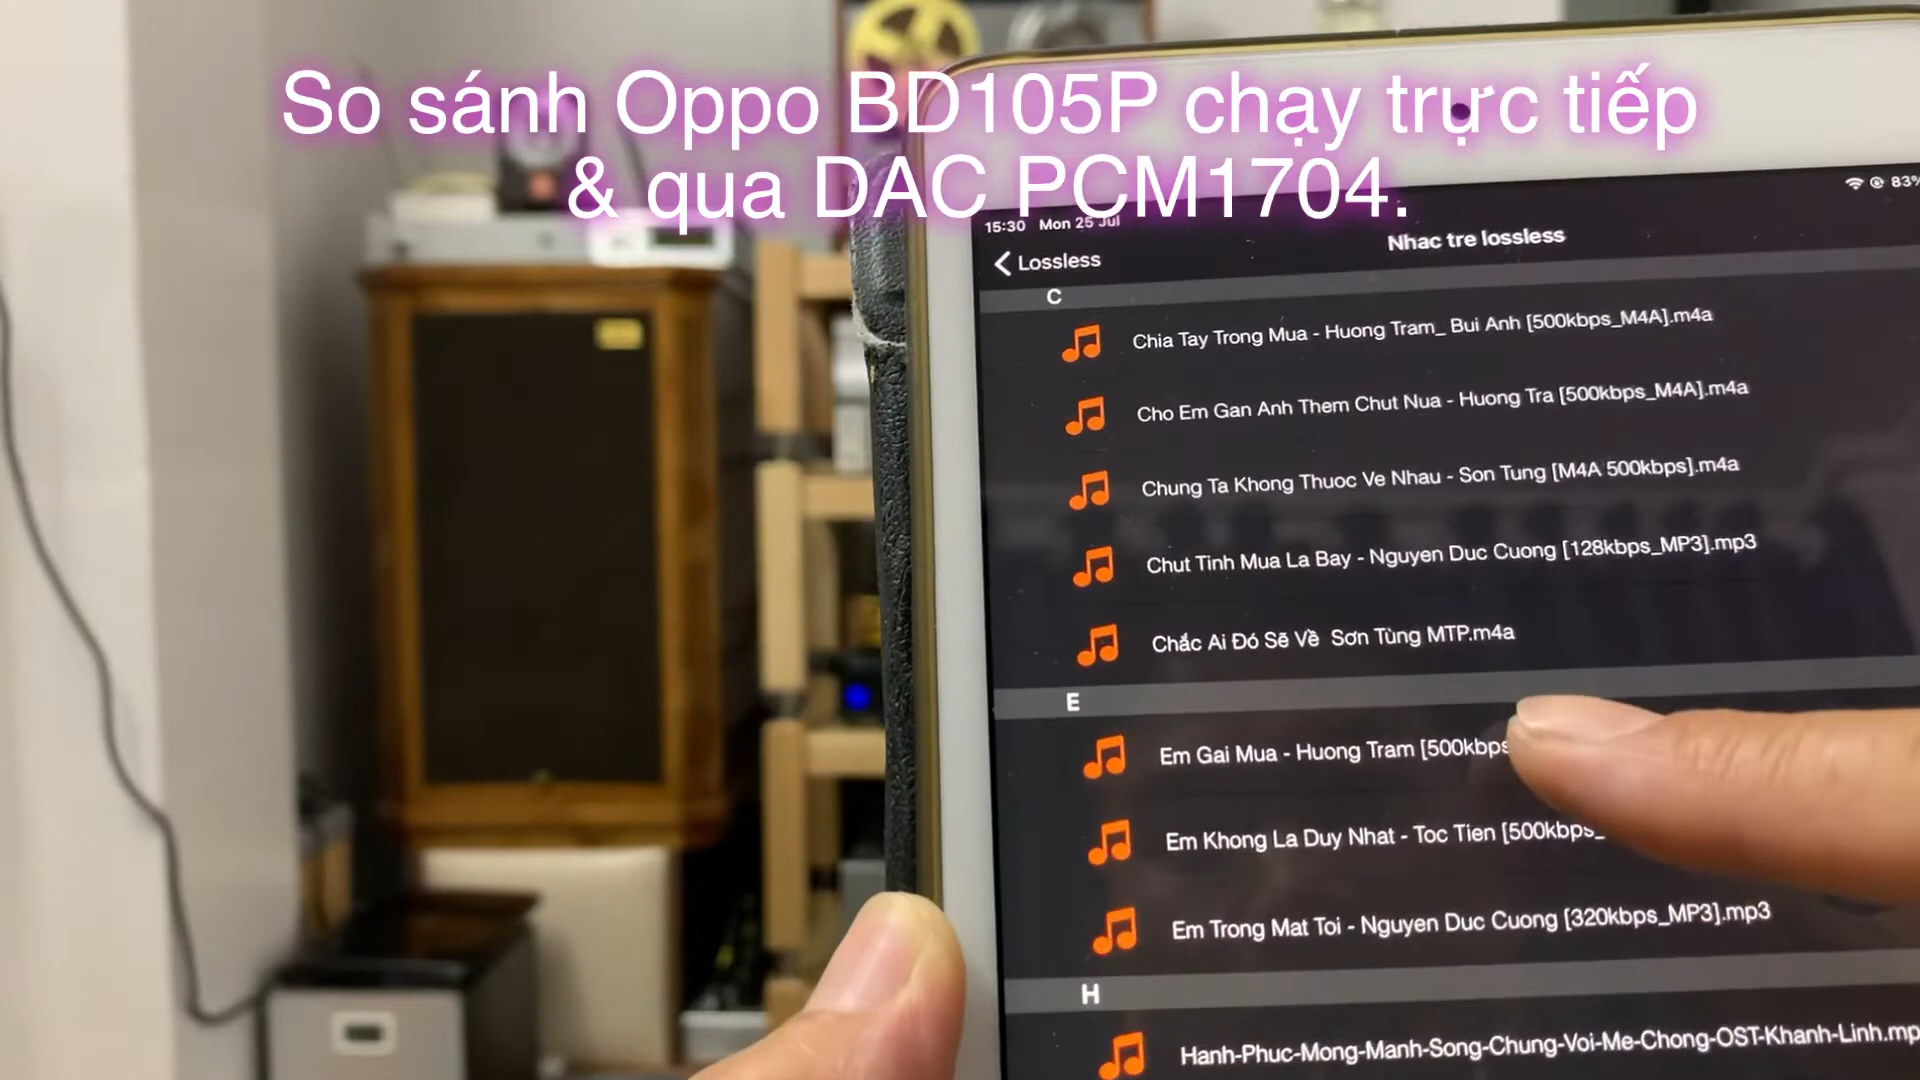 So sánh Oppo BD105P chạy trực tiếp
& qua DAC PCM1704.
15:30 Mon 25 Jul
83%
Lossless
Nhac tre lossless
C
Chia Tay Trong Mua - Huong Tram_ Bui Anh [500kbps_M4A].m4a
Cho Em Gan Anh Them Chut Nua - Huong Tra [500kbps_M4A].m4a
Chung Ta Khong Thuoc Ve Nhau - Son Tung [M4A 500kbps].m4a
Chut Tinh Mua La Bay - Nguyen Duc Cuong [128kbps_MP3].mp3
Chắc Ai Đó Sẽ Về  Sơn Tùng MTP.m4a
E
Em Gai Mua - Huong Tram [500kbps
Em Khong La Duy Nhat - Toc Tien [500kbps_
Em Trong Mat Toi - Nguyen Duc Cuong [320kbps_MP3].mp3
H
Hanh-Phuc-Mong-Manh-Song-Chung-Voi-Me-Chong-OST-Khanh-Linh.mp